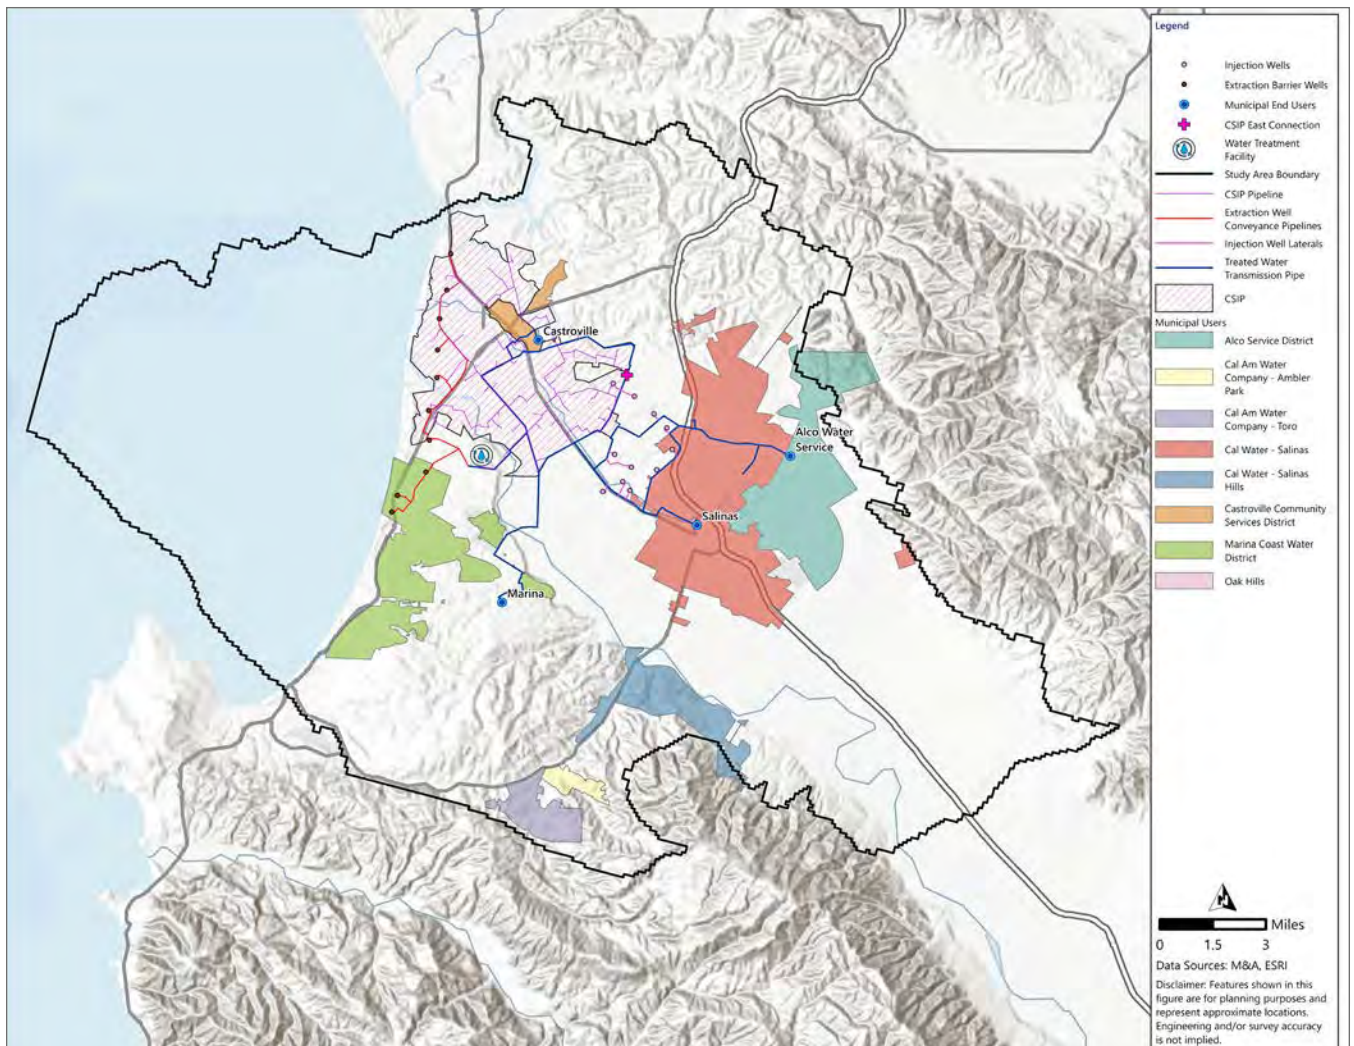 Legend
Injection Wells
Extraction Barrier Wells
Municipal End Users
CSIP East Connection
Water Treatment
Facility
Study Area Boundary
CSIP Pipeline
Extraction Well
Conveyance Pipelines
Injection Well Laterals
Treated Water
Transmission Pipe
CSIP
Municipal Users
Alco Service District
Cal Am Water
Company - Ambler
Park
Cal Am Water
Company - Toro
Cal Water - Salinas
Cal Water - Salinas
Hills
Castroville Community
Services District
Marina Coast Water
District
Oak Hills
Castroville
Alco Water
Service
Salinas
Marina
N
Miles
0 1.5 3
Data Sources: M&A, ESRI
Disclaimer: Features shown in this
figure are for planning purposes and
represent approximate locations.
Engineering and/or survey accuracy
is not implied.